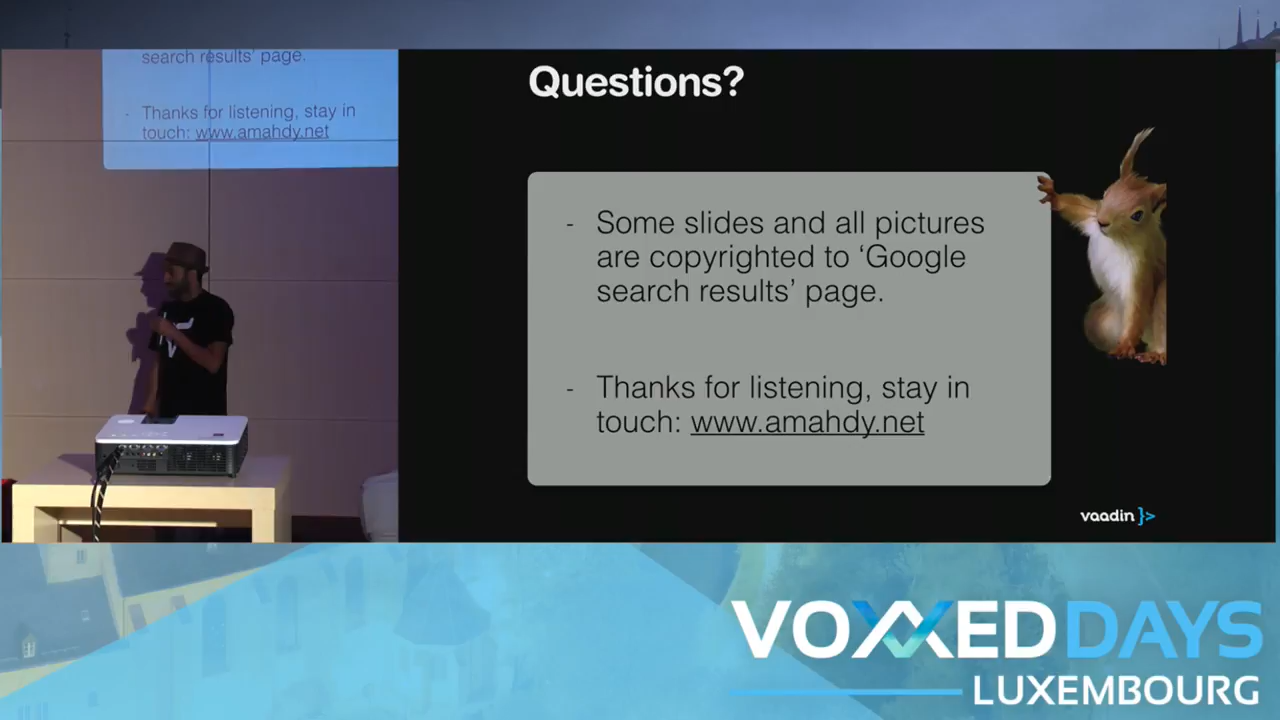 search results' page.
- Thanks for listening, stay in
touch: www.amahdy.net
Questions?
- Some slides and all pictures
are copyrighted to ‘Google
search results’ page.
- Thanks for listening, stay in
touch: www.amahdy.net
vaadin }>
VOXXED DAYS
LUXEMBOURG